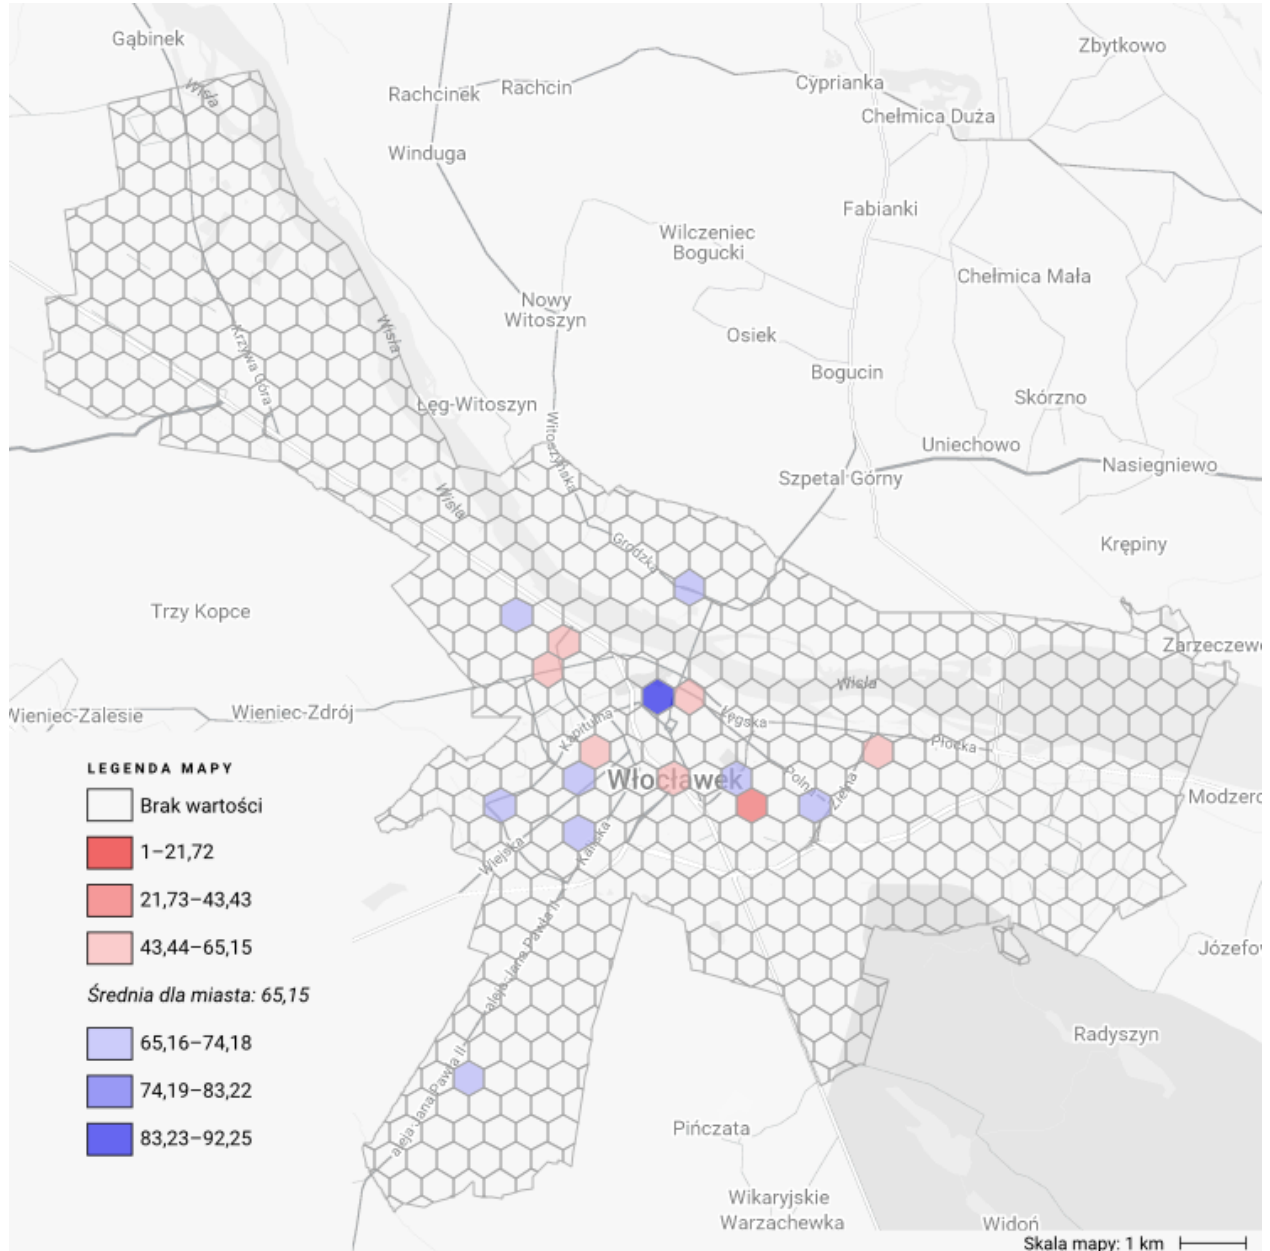 Gąbinek
Zbytkowo
Rachcinek
Rachcin
Cyprianka
Wisła
Chełmica Duża
Winduga
Fabianki
Wilczeniec
Bogucki
Chełmica Mała
Nowy
Witoszyn
Osiek
Wisła
Krzywa Góra
Bogucin
Skórzno
Łęg-Witoszyn
Witoszyńska
Uniechowo
Nasiegniewo
Szpetal Górny
Wisła
Grodzka
Krępiny
Trzy Kopce
Zarzeczewo
Wisła
Wieniec-Zalesie
Wieniec-Zdrój
Kapitulna
Łęgska
Płocka
Włocławek
Polna
Zielna
Modzero
Wiejska
Kaliska
LEGENDA MAPY
Brak wartości
1–21,72
21,73–43,43
43,44–65,15
Średnia dla miasta: 65,15
65,16–74,18
74,19–83,22
83,23–92,25
aleja Jana Pawła II
aleja Jana Pawła II
Józefow
Radyszyn
Pińczata
Wikaryjskie
Warzachewka
Widoń
Skala mapy: 1 km